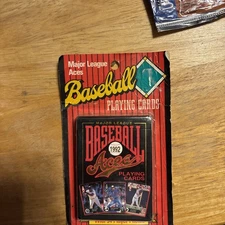 Major League
Aces
Baseball
PLAYING CARDS
MAJOR LEAGUE
BASEBALL
1992
Aces
PLAYING
CARDS